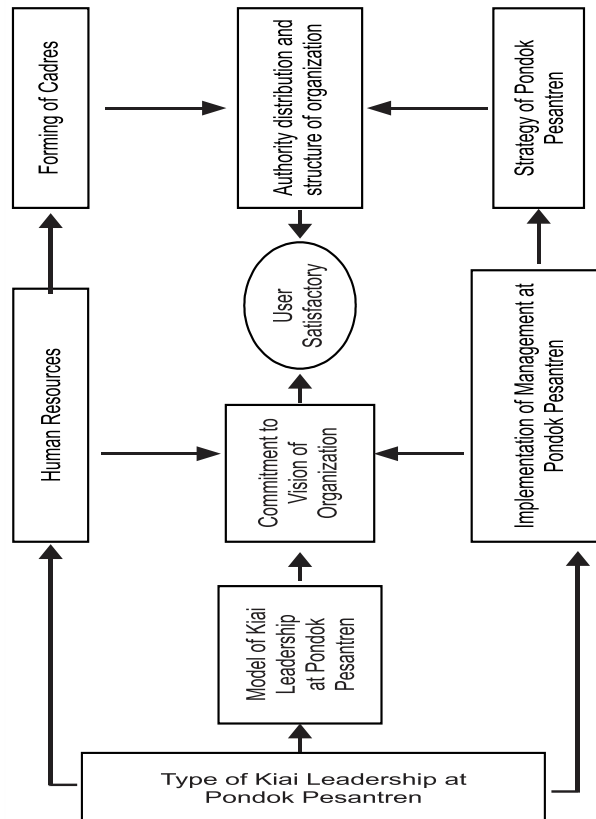 Forming of Cadres
Authority distribution and
structure of organization
Strategy of Pondok
Pesantren
User
Satisfactory
Human Resources
Commitment to
Vision of
Organization
Implementation of Management at
Pondok Pesantren
Model of Kiai
Leadership
at Pondok
Pesantren
Type of Kiai Leadership at
Pondok Pesantren